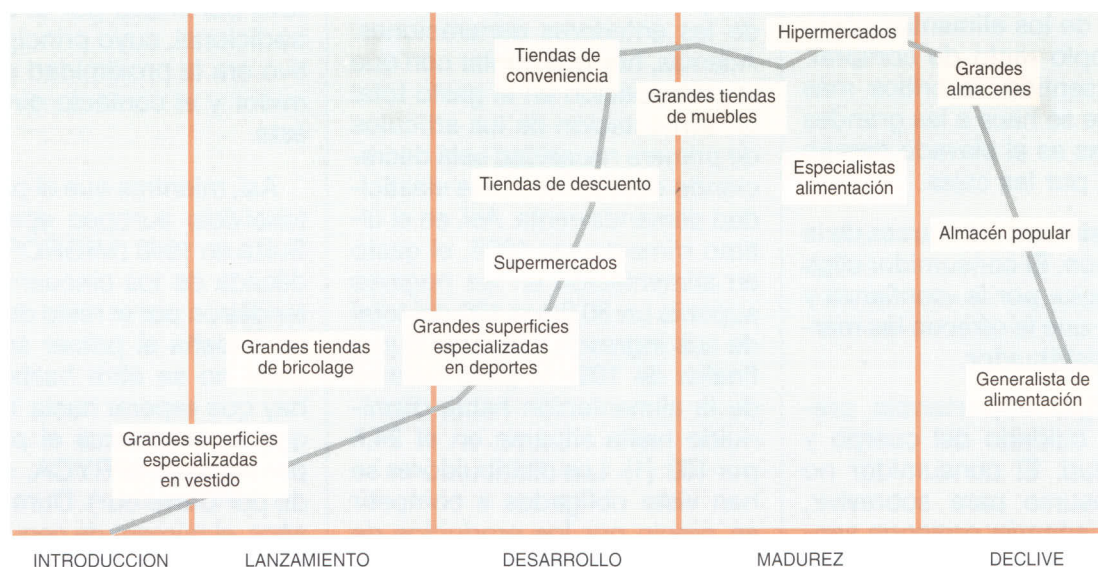 Tiendas de
conveniencia
Hipermercados
Grandes
almacenes
Grandes tiendas
de muebles
Tiendas de descuento
Especialistas
alimentación
Supermercados
Almacén popular
Grandes superficies
especializadas
en deportes
Grandes tiendas
de bricolage
Generalista de
alimentación
Grandes superficies
especializadas
en vestido
INTRODUCCION
LANZAMIENTO
DESARROLLO
MADUREZ
DECLIVE